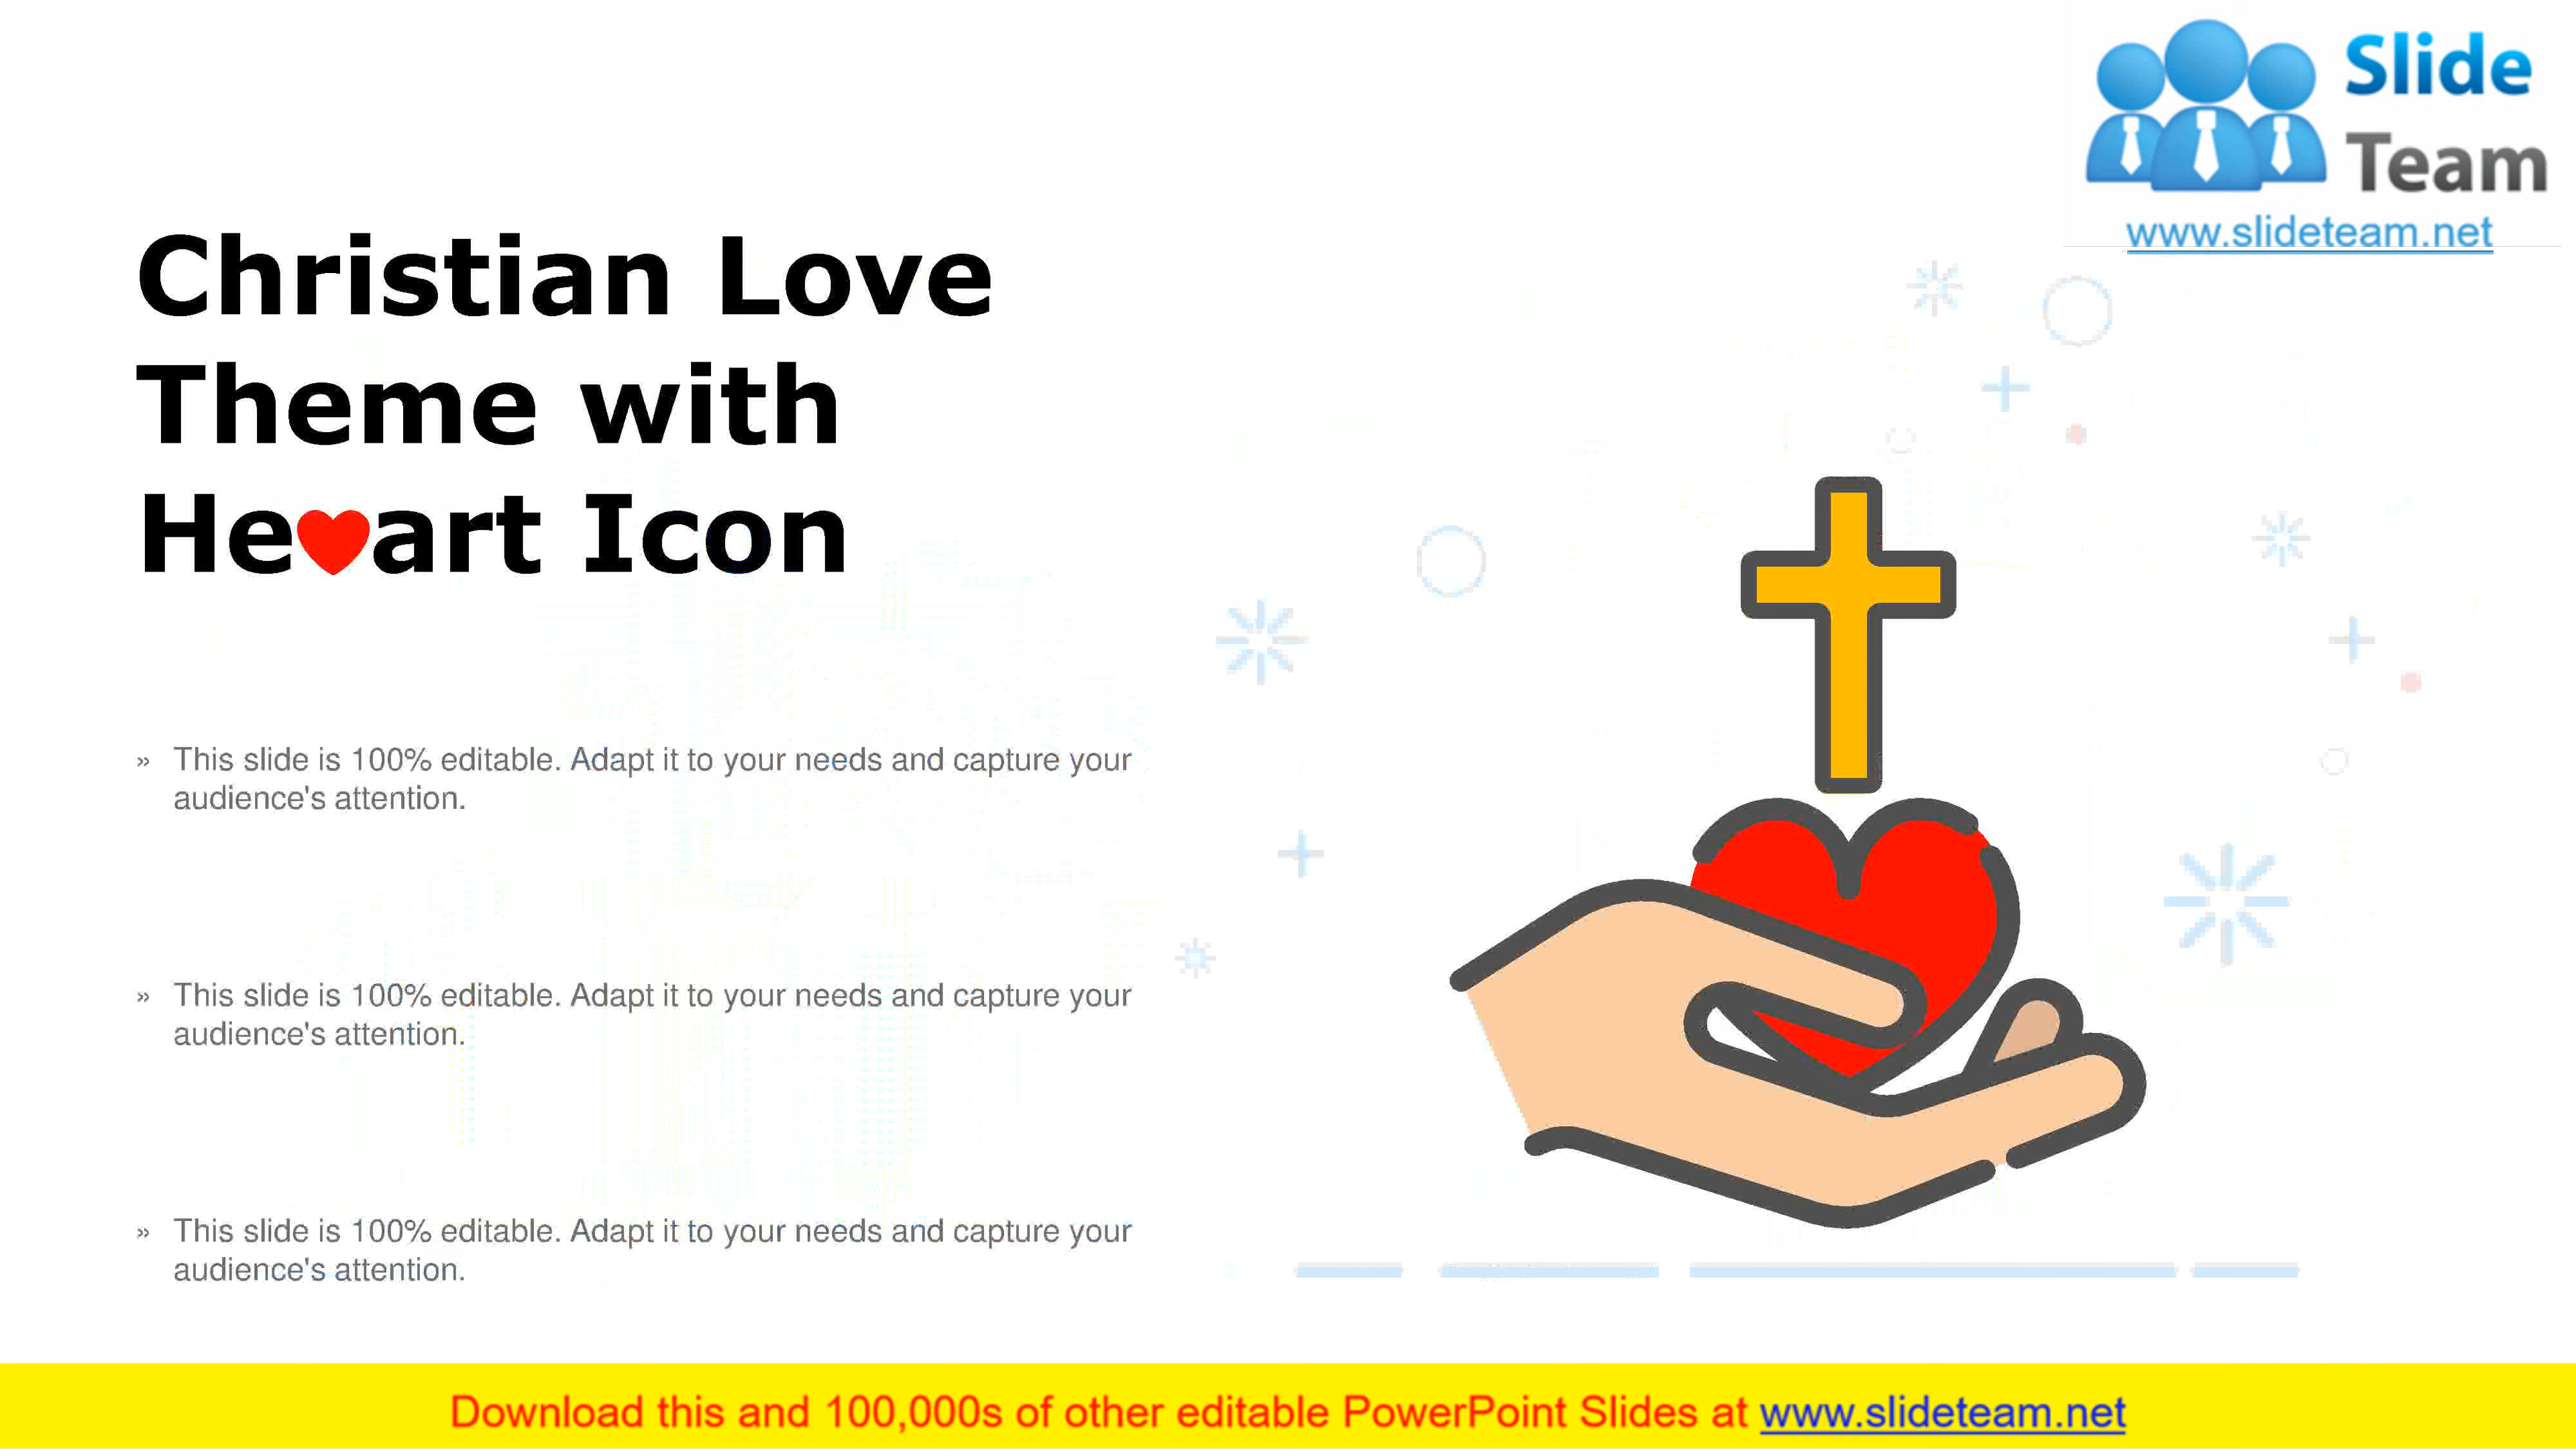 Slide
Team
www.slideteam.net
Christian Love
Theme with
He❤art Icon
» This slide is 100% editable. Adapt it to your needs and capture your
audience's attention.
» This slide is 100% editable. Adapt it to your needs and capture your
audience's attention.
» This slide is 100% editable. Adapt it to your needs and capture your
audience's attention.
Download this and 100,000s of other editable PowerPoint Slides at www.slideteam.net